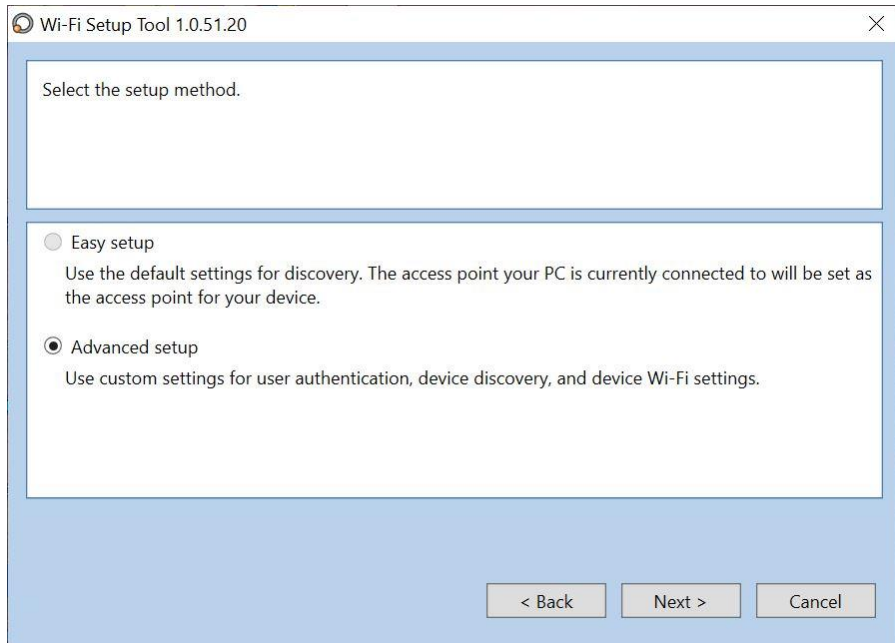 Wi-Fi Setup Tool 1.0.51.20
Select the setup method.
Easy setup
Use the default settings for discovery. The access point your PC is currently connected to will be set as
the access point for your device.
Advanced setup
Use custom settings for user authentication, device discovery, and device Wi-Fi settings.
< Back
Next >
Cancel